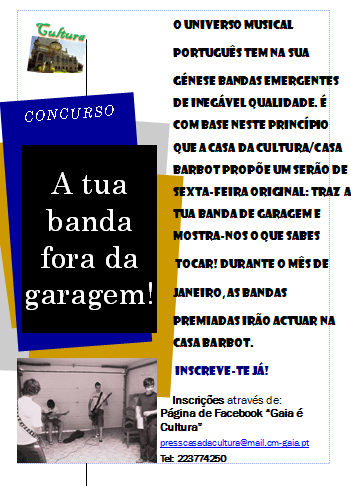 Cultura
CONCURSO
A tua
banda
fora da
garagem!
O UNIVERSO MUSICAL
PORTUGUÊS TEM NA SUA
GÉNESE BANDAS EMERGENTES
DE INEGÁVEL QUALIDADE. É
COM BASE NESTE PRINCÍPIO
QUE A CASA DA CULTURA/CASA
BARBOT PROPÕE UM SERÃO DE
SEXTA-FEIRA ORIGINAL: TRAZ A
TUA BANDA DE GARAGEM E
MOSTRA-NOS O QUE SABES
TOCAR! DURANTE O MÊS DE
JANEIRO, AS BANDAS
PREMIADAS IRÃO ACTUAR NA
CASA BARBOT.
INSCREVE-TE JÁ!
Inscrições através de:
Página de Facebook “Gaia é
Cultura”
presscasadacultura@mail.cm-gaia.pt
Tel: 223774250